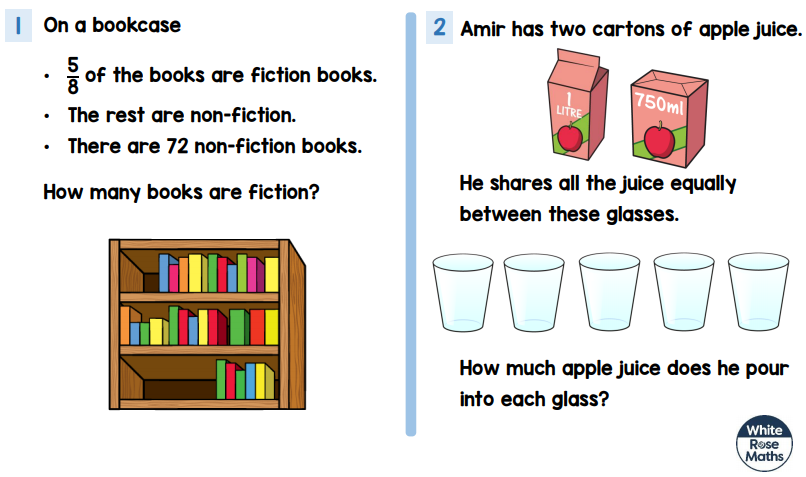 1 On a bookcase
• 5/8 of the books are fiction books.
• The rest are non-fiction.
• There are 72 non-fiction books.
How many books are fiction?
2 Amir has two cartons of apple juice.
1
LITRE
750ml
He shares all the juice equally
between these glasses.
How much apple juice does he pour
into each glass?
White
Rose
Maths